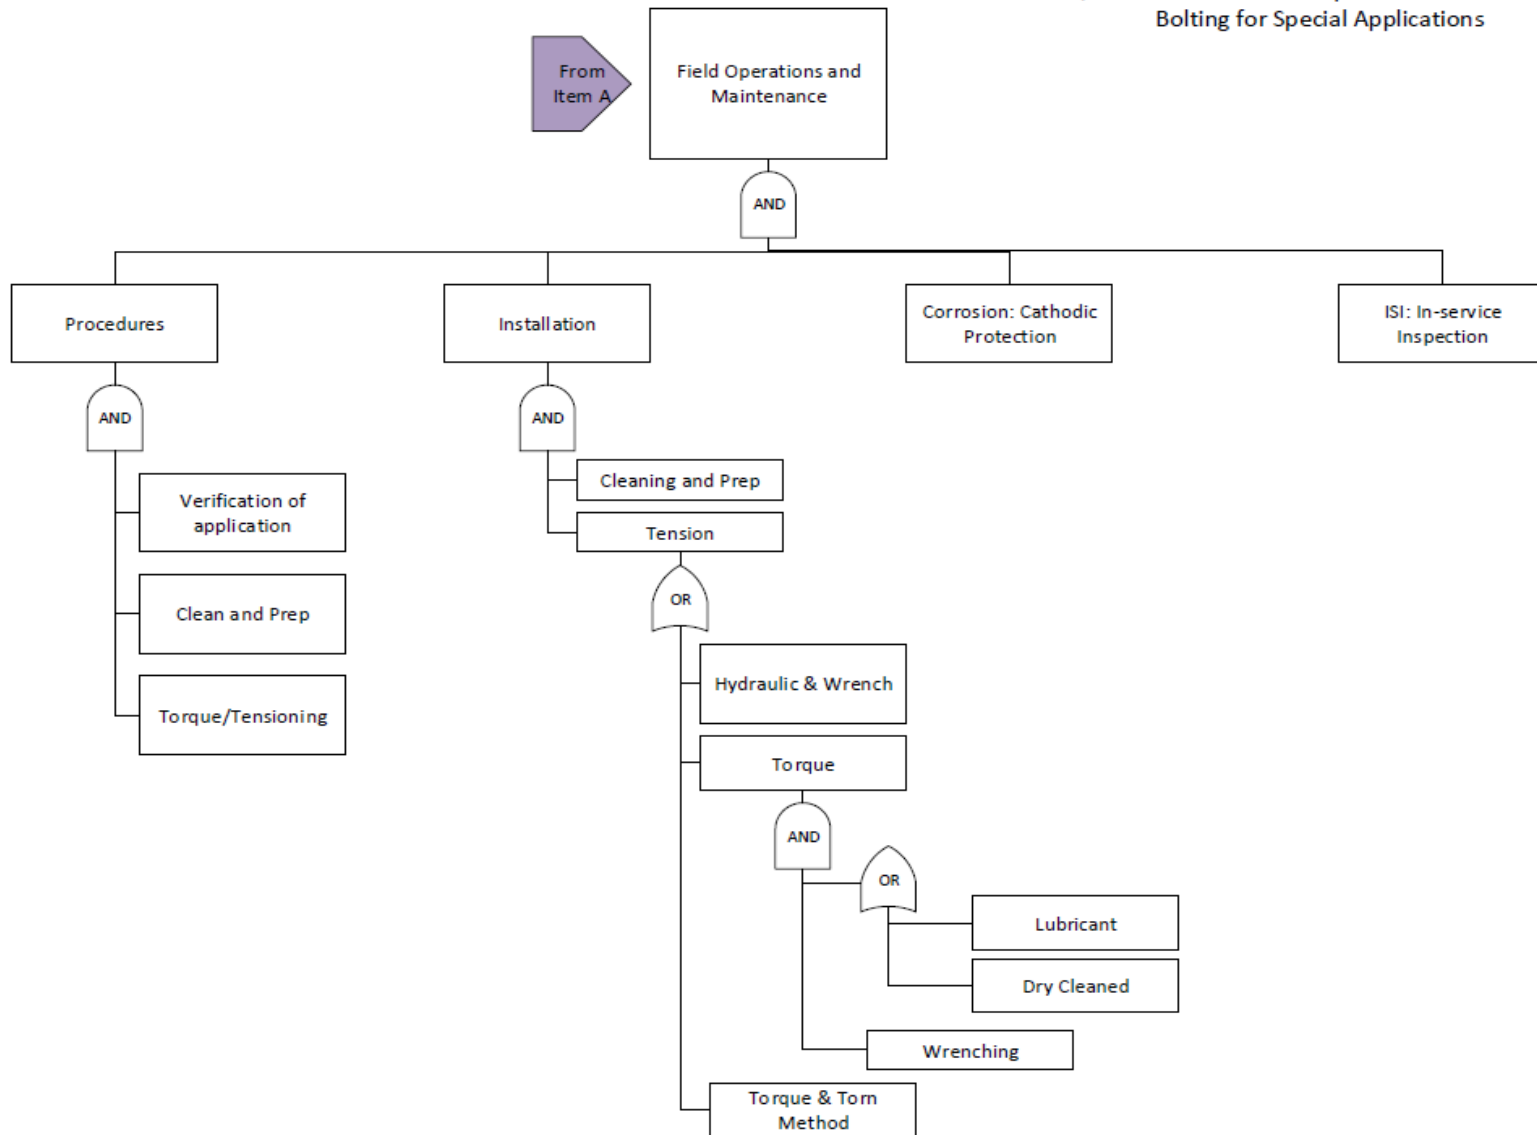 Bolting for Special Applications
From
Item A
Field Operations and
Maintenance
AND
Procedures
Installation
Corrosion: Cathodic
Protection
ISI: In-service
Inspection
AND
AND
Verification of
application
Clean and Prep
Torque/Tensioning
Cleaning and Prep
Tension
OR
Hydraulic & Wrench
Torque
AND
OR
Lubricant
Dry Cleaned
Wrenching
Torque & Torn
Method